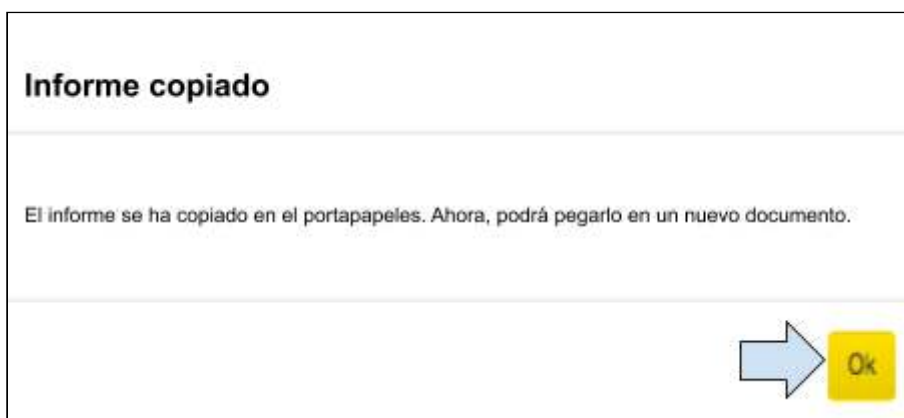 Informe copiado
El informe se ha copiado en el portapapeles. Ahora, podrá pegarlo en un nuevo documento.
Ok